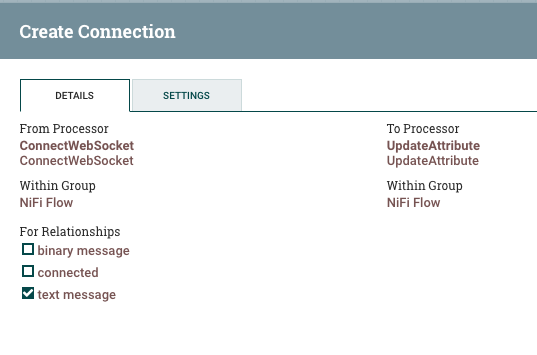 Create Connection
DETAILS
SETTINGS
From Processor
ConnectWebSocket
ConnectWebSocket
Within Group
NiFi Flow
For Relationships
binary message
connected
text message
To Processor
UpdateAttribute
UpdateAttribute
Within Group
NiFi Flow